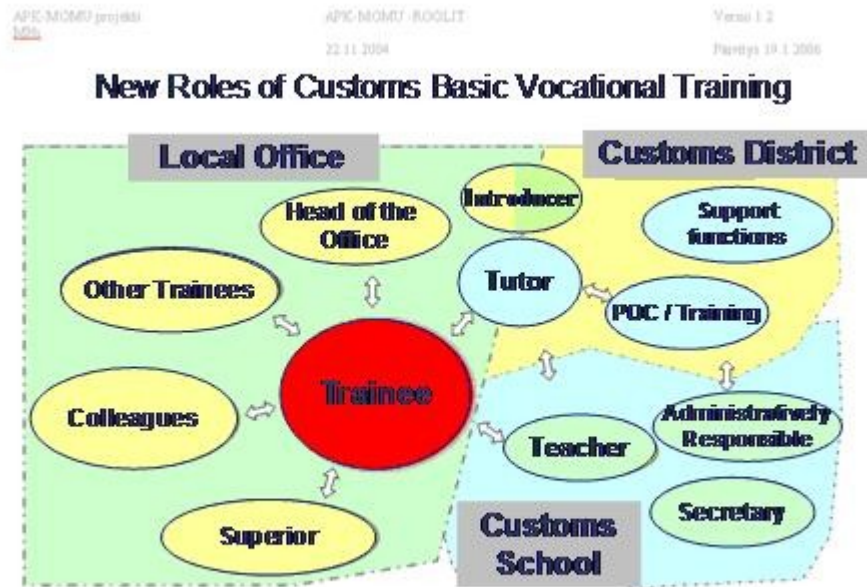 APK-MOMU projekti
APK-MOMU -ROOLIT
Versio 1.2
22.11.2004
Päivitys 19.1.2006
New Roles of Customs Basic Vocational Training
Local Office
Customs District
Introducer
Head of the
Office
Support
functions
Other Trainees
Tutor
POC / Training
Trainee
Colleagues
Administratively
Responsible
Teacher
Superior
Secretary
Customs
School